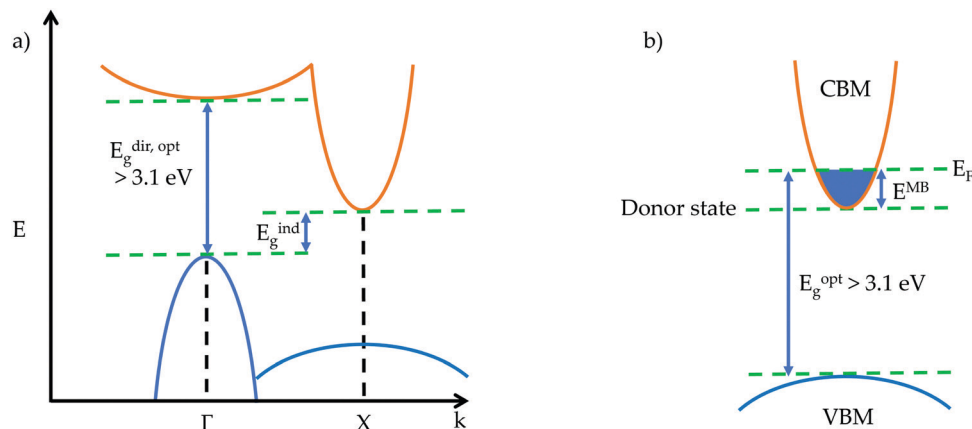 a)
E_g^dir, opt
> 3.1 eV
E_g^ind
E
Γ
X
k
b)
CBM
E_F
E^MB
Donor state
E_g^opt > 3.1 eV
VBM